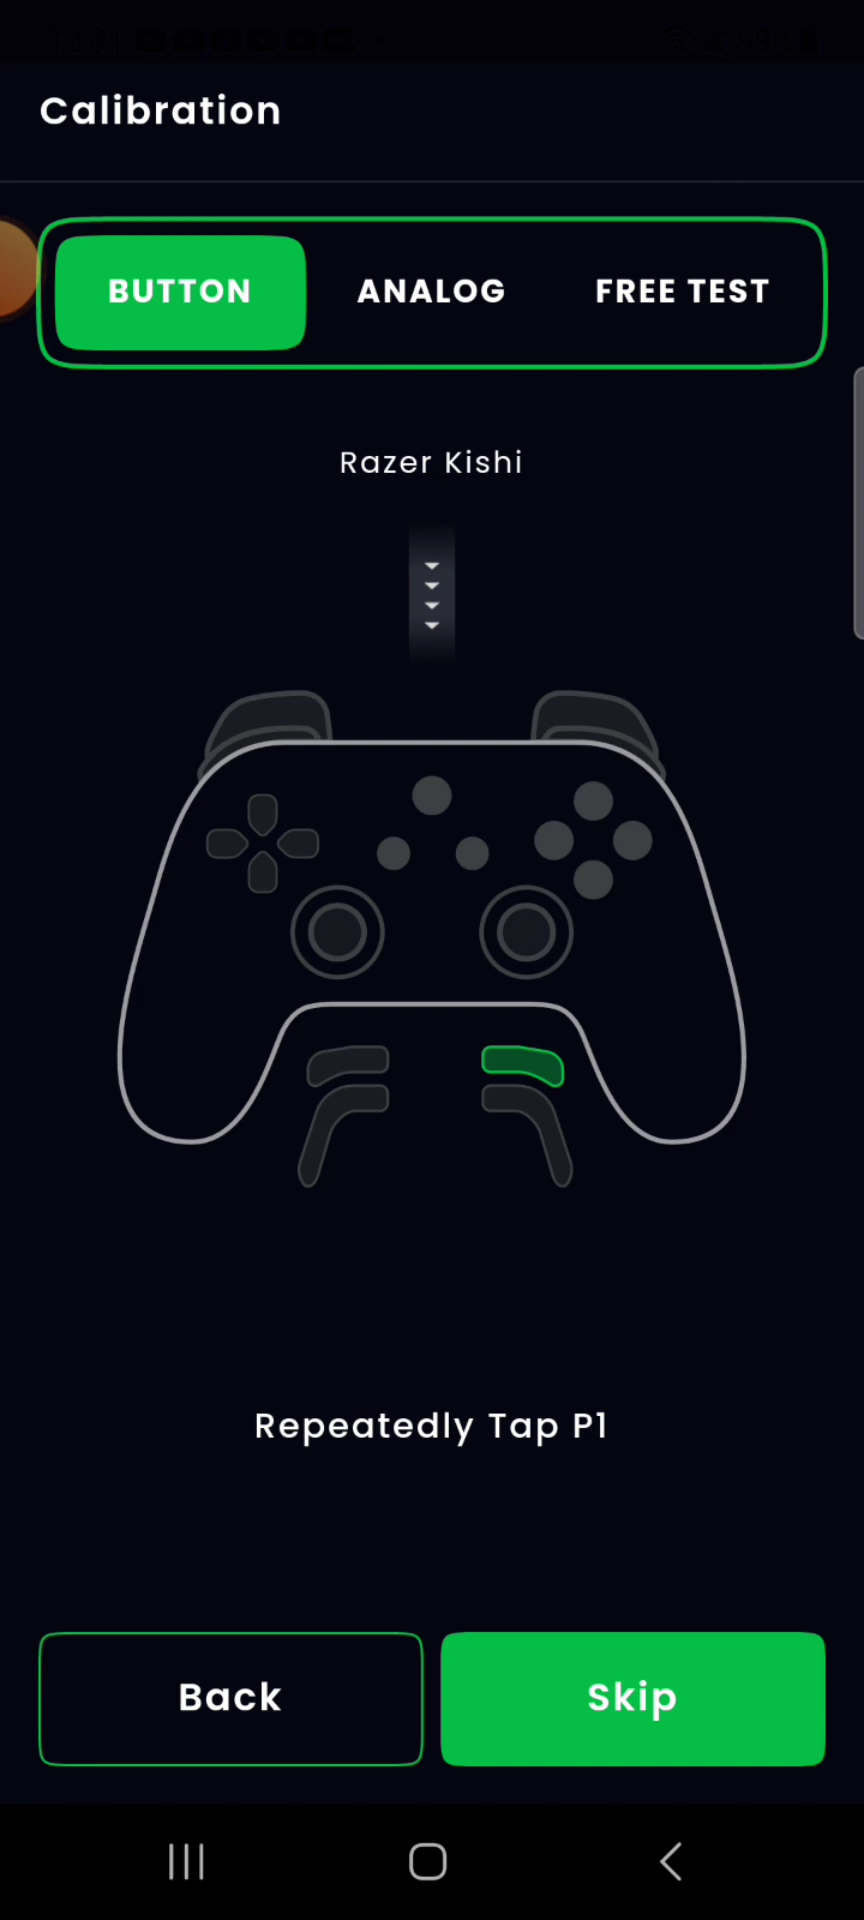 Calibration
BUTTON ANALOG FREE TEST
Razer Kishi
Repeatedly Tap P1
Back Skip